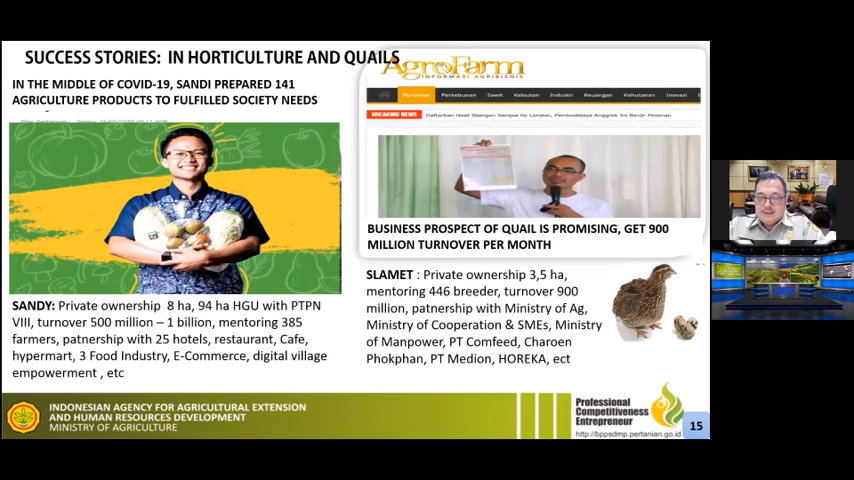 SUCCESS STORIES: IN HORTICULTURE AND QUAILS
IN THE MIDDLE OF COVID-19, SANDI PREPARED 141
AGRICULTURE PRODUCTS TO FULFILLED SOCIETY NEEDS
SANDY: Private ownership 8 ha, 94 ha HGU with PTPN
VIII, turnover 500 million – 1 billion, mentoring 385
farmers, patnership with 25 hotels, restaurant, Cafe,
hypermart, 3 Food Industry, E-Commerce, digital village
empowerment , etc
AgroFarm
INFORMASI AGRIBISNIS
Pertanian Perkebunan Sawit Kelautan Industri Keuangan Kehutanan Inovasi
BREAKING NEWS Daftarkan Hasil Silangan Sampai Ke London, Pembudidaya Anggrek Ini Banjir Pesanan
BUSINESS PROSPECT OF QUAIL IS PROMISING, GET 900
MILLION TURNOVER PER MONTH
SLAMET : Private ownership 3,5 ha,
mentoring 446 breeder, turnover 900
million, patnership with Ministry of Ag,
Ministry of Cooperation & SMEs, Ministry
of Manpower, PT Comfeed, Charoen
Phokphan, PT Medion, HOREKA, ect
INDONESIAN AGENCY FOR AGRICULTURAL EXTENSION
AND HUMAN RESOURCES DEVELOPMENT
MINISTRY OF AGRICULTURE
Professional
Competitiveness
Entrepreneur
http://bppsdmp.pertanian.go.id
15